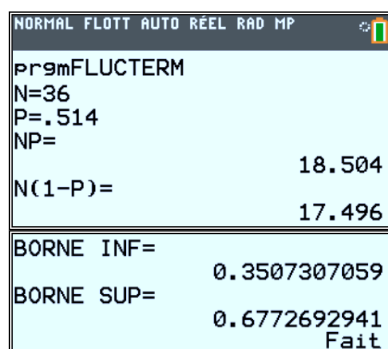 NORMAL FLOTT AUTO RÉEL RAD MP
prgmFLUCTERM
N=36
P=.514
NP=
18.504
N(1-P)=
17.496
BORNE INF=
0.3507307059
BORNE SUP=
0.6772692941
Fait